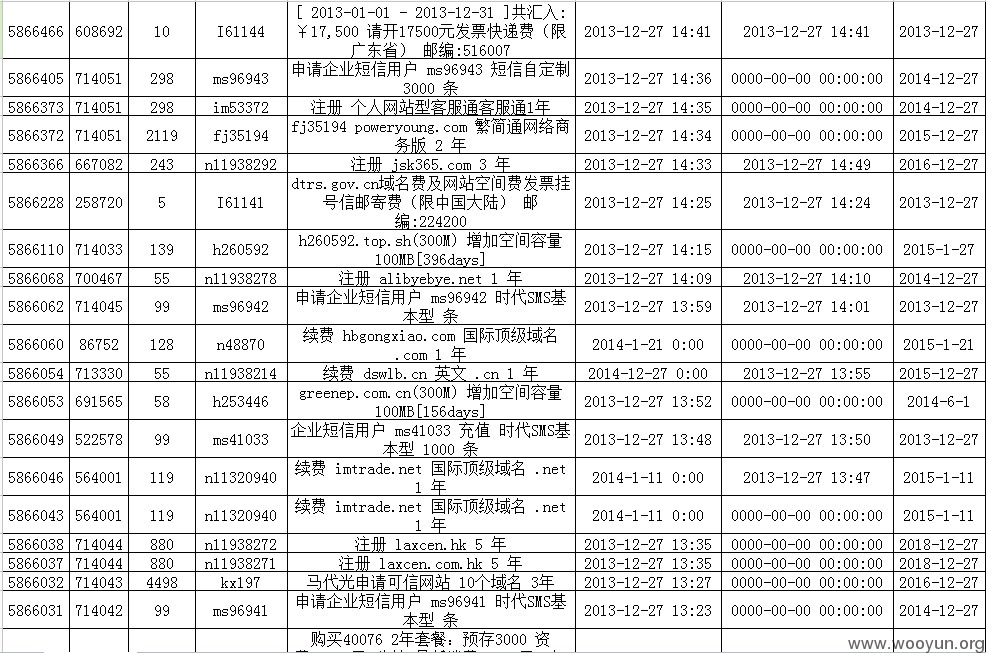 [ 2013-01-01 - 2013-12-31 ]共汇入:
5866466 608692 10 I61144 ￥17,500 请开17500元发票快递费（限 2013-12-27 14:41 2013-12-27 14:41 2013-12-27
广东省） 邮编:516007
5866405 714051 298 ms96943 申请企业短信用户 ms96943 短信自定制 2013-12-27 14:36 0000-00-00 00:00:00 2014-12-27
3000 条
5866373 714051 298 im53372 注册 个人网站型客服通客服通1年 2013-12-27 14:35 0000-00-00 00:00:00 2014-12-27
5866372 714051 2119 fj35194 fj35194 poweryoung.com 繁简通网络商 2013-12-27 14:34 0000-00-00 00:00:00 2015-12-27
务版 2 年
5866366 667082 243 n11938292 注册 jsk365.com 3 年 2013-12-27 14:33 2013-12-27 14:49 2016-12-27
dtrs.gov.cn域名费及网站空间费发票挂
5866228 258720 5 I61141 号信邮寄费（限中国大陆） 邮 2013-12-27 14:25 2013-12-27 14:24 2013-12-27
编:224200
5866110 714033 139 h260592 h260592.top.sh(300M) 增加空间容量 2013-12-27 14:15 0000-00-00 00:00:00 2015-1-27
100MB[396days]
5866068 700467 55 n11938278 注册 alibyebye.net 1 年 2013-12-27 14:09 2013-12-27 14:10 2014-12-27
5866062 714045 99 ms96942 申请企业短信用户 ms96942 时代SMS基 2013-12-27 13:59 2013-12-27 14:01 2013-12-27
本型 条
5866060 86752 128 n48870 续费 hbgongxiao.com 国际顶级域名 2014-1-21 0:00 0000-00-00 00:00:00 2015-1-21
.com 1 年
5866054 713330 55 n11938214 续费 dswlb.cn 英文 .cn 1 年 2014-12-27 0:00 2013-12-27 13:55 2015-12-27
5866053 691565 58 h253446 greenep.com.cn(300M) 增加空间容量 2013-12-27 13:52 0000-00-00 00:00:00 2014-6-1
100MB[156days]
5866049 522578 99 ms41033 企业短信用户 ms41033 充值 时代SMS基 2013-12-27 13:48 2013-12-27 13:50 2013-12-27
本型 1000 条
5866046 564001 119 n11320940 续费 imtrade.net 国际顶级域名 .net 2014-1-11 0:00 2013-12-27 13:47 2015-1-11
1 年
5866043 564001 119 n11320940 续费 imtrade.net 国际顶级域名 .net 2014-1-11 0:00 0000-00-00 00:00:00 2015-1-11
1 年
5866038 714044 880 n11938272 注册 laxcen.hk 5 年 2013-12-27 13:35 0000-00-00 00:00:00 2018-12-27
5866037 714044 880 n11938271 注册 laxcen.com.hk 5 年 2013-12-27 13:35 0000-00-00 00:00:00 2018-12-27
5866032 714043 4498 kx197 马代光申请可信网站 10个域名 3年 2013-12-27 13:27 0000-00-00 00:00:00 2016-12-27
5866031 714042 99 ms96941 申请企业短信用户 ms96941 时代SMS基 2013-12-27 13:23 0000-00-00 00:00:00 2014-12-27
本型 条
购买40076 2年套餐: 预存3000 资
www.wooyun.org